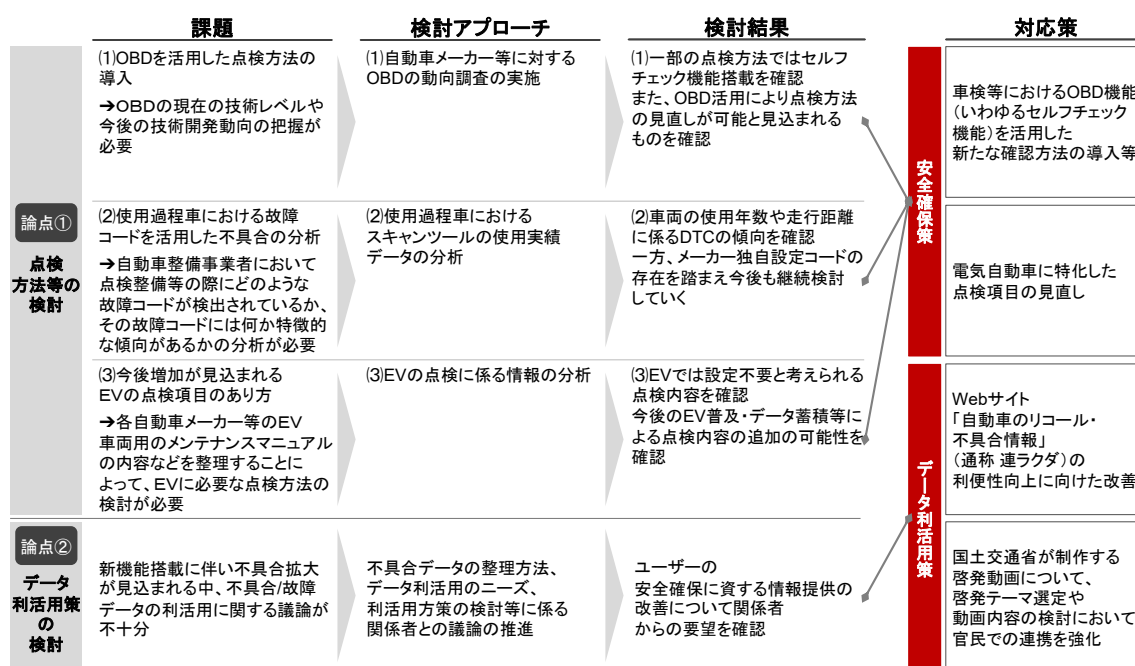 課題
検討アプローチ
検討結果
対応策
論点①
点検
方法等の
検討
(1)OBDを活用した点検方法の
導入
➔OBDの現在の技術レベルや
今後の技術開発動向の把握が
必要
(1)自動車メーカー等に対する
OBDの動向調査の実施
(1)一部の点検方法ではセルフ
チェック機能搭載を確認
また、OBD活用により点検方法
の見直しが可能と見込まれる
ものを確認
(2)使用過程車における故障
コードを活用した不具合の分析
➔自動車整備事業者において
点検整備等の際にどのような
故障コードが検出されているか、
その故障コードには何か特徴的
な傾向があるかの分析が必要
(2)使用過程車における
スキャンツールの使用実績
データの分析
(2)車両の使用年数や走行距離
に係るDTCの傾向を確認
一方、メーカー独自設定コードの
存在を踏まえ今後も継続検討
していく
(3)今後増加が見込まれる
EVの点検項目のあり方
➔各自動車メーカー等のEV
車両用のメンテナンスマニュアル
の内容などを整理することに
よって、EVに必要な点検方法の
検討が必要
(3)EVの点検に係る情報の分析
(3)EVでは設定不要と考えられる
点検内容を確認
今後のEV普及・データ蓄積等に
よる点検内容の追加の可能性を
確認
論点②
データ
利活用策
の
検討
新機能搭載に伴い不具合拡大
が見込まれる中、不具合/故障
データの利活用に関する議論が
不十分
不具合データの整理方法、
データ利活用のニーズ、
利活用方策の検討等に係る
関係者との議論の推進
ユーザーの
安全確保に資する情報提供の
改善について関係者
からの要望を確認
安全確保策
車検等におけるOBD機能
(いわゆるセルフチェック
機能)を活用した
新たな確認方法の導入等
電気自動車に特化した
点検項目の見直し
データ利活用策
Webサイト
「自動車のリコール・
不具合情報」
(通称 連ラクダ)の
利便性向上に向けた改善
国土交通省が制作する
啓発動画について、
啓発テーマ選定や
動画内容の検討において
官民での連携を強化